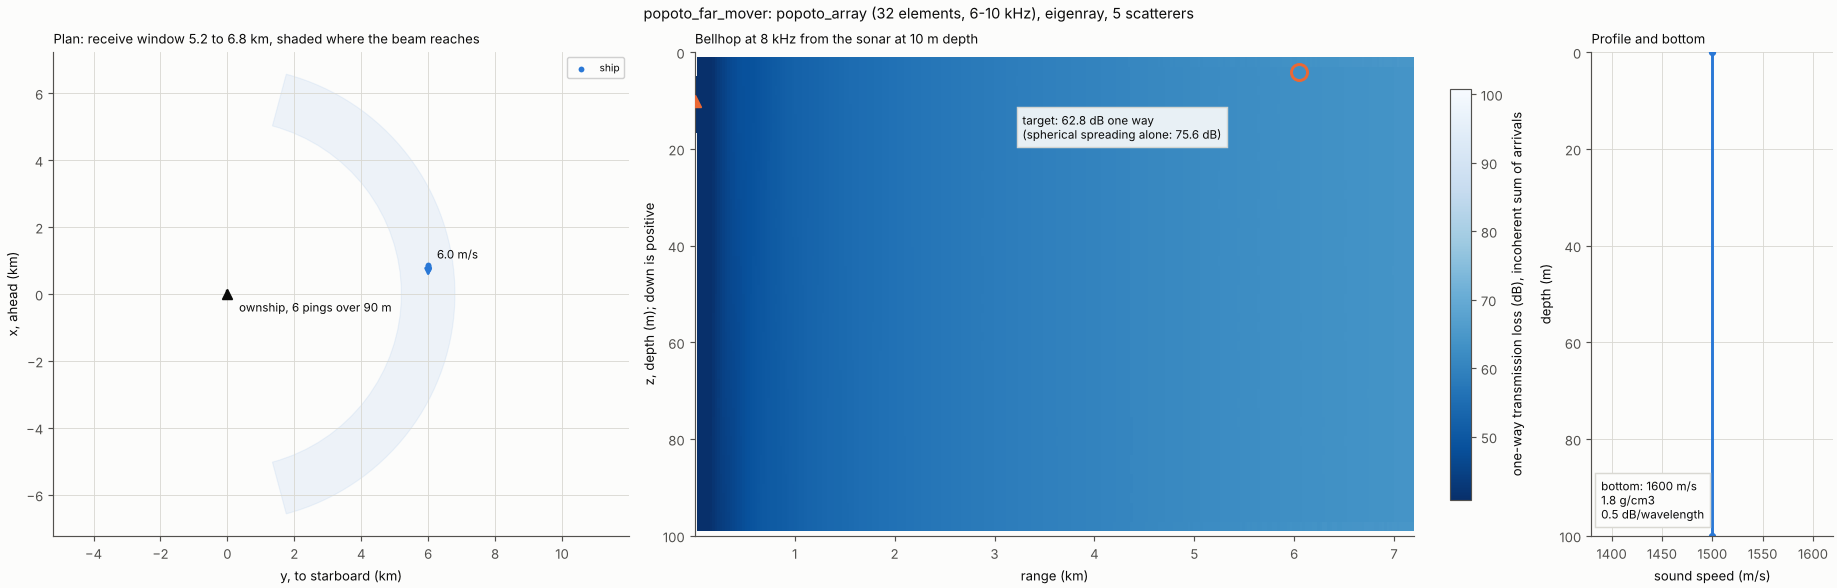 popoto_far_mover: popoto_array (32 elements, 6-10 kHz), eigenray, 5 scatterers
Plan: receive window 5.2 to 6.8 km, shaded where the beam reaches
ship
6.0 m/s
ownship, 6 pings over 90 m
x, ahead (km)
6
4
2
0
−2
−4
−6
−4
−2
0
2
4
6
8
10
y, to starboard (km)
Bellhop at 8 kHz from the sonar at 10 m depth
target: 62.8 dB one way
(spherical spreading alone: 75.6 dB)
z, depth (m); down is positive
0
20
40
60
80
100
1
2
3
4
5
6
7
range (km)
100
90
80
70
60
50
one-way transmission loss (dB), incoherent sum of arrivals
Profile and bottom
depth (m)
0
20
40
60
80
100
bottom: 1600 m/s
1.8 g/cm3
0.5 dB/wavelength
1400
1450
1500
1550
1600
sound speed (m/s)